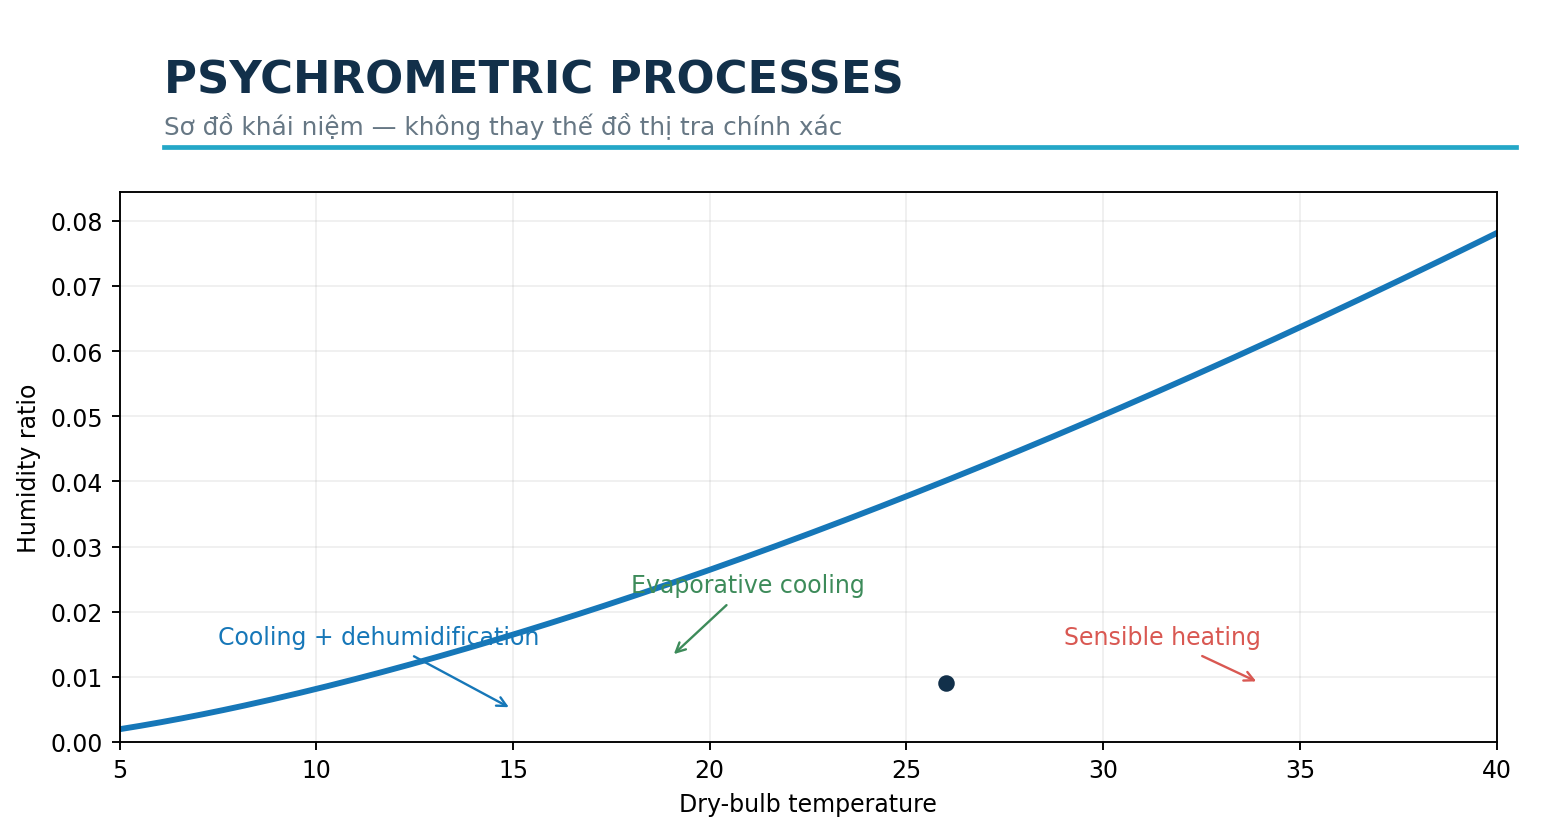 PSYCHROMETRIC PROCESSES
Sơ đồ khái niệm — không thay thế đồ thị tra chính xác
0.08
0.07
0.06
0.05
0.04
0.03
0.02
0.01
0.00
Humidity ratio
Evaporative cooling
Cooling + dehumidification
Sensible heating
5 10 15 20 25 30 35 40
Dry-bulb temperature